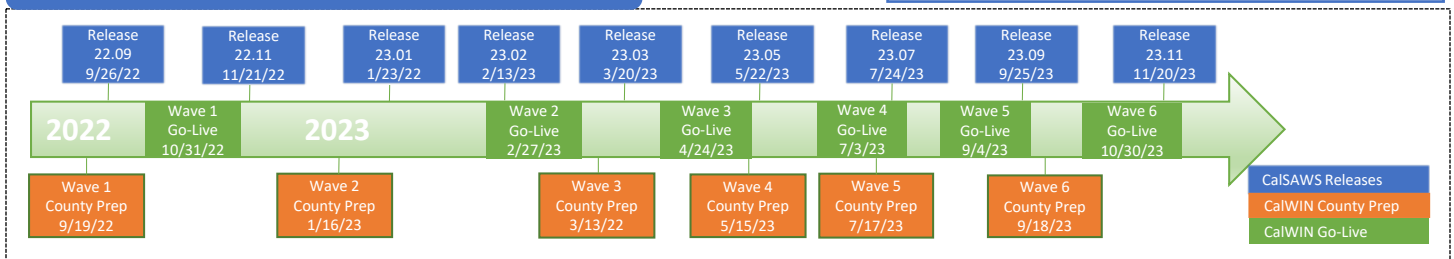 Release
22.09
9/26/22
Release
22.11
11/21/22
Release
23.01
1/23/22
Release
23.02
2/13/23
Release
23.03
3/20/23
Release
23.05
5/22/23
Release
23.07
7/24/23
Release
23.09
9/25/23
Release
23.11
11/20/23
2022
Wave 1
Go-Live
10/31/22
2023
Wave 2
Go-Live
2/27/23
Wave 3
Go-Live
4/24/23
Wave 4
Go-Live
7/3/23
Wave 5
Go-Live
9/4/23
Wave 6
Go-Live
10/30/23
Wave 1
County Prep
9/19/22
Wave 2
County Prep
1/16/23
Wave 3
County Prep
3/13/22
Wave 4
County Prep
5/15/23
Wave 5
County Prep
7/17/23
Wave 6
County Prep
9/18/23
CalSAWS Releases
CalWIN County Prep
CalWIN Go-Live